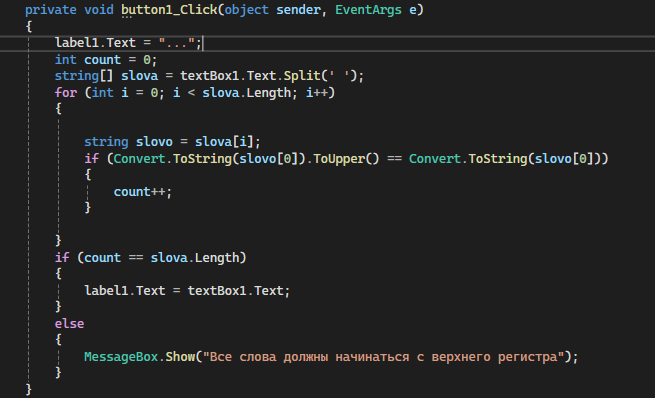 private void button1_Click(object sender, EventArgs e)
{
label1.Text = "...";
int count = 0;
string[] slova = textBox1.Text.Split(' ');
for (int i = 0; i < slova.Length; i++)
{
string slovo = slova[i];
if (Convert.ToString(slovo[0]).ToUpper() == Convert.ToString(slovo[0]))
{
count++;
}
}
if (count == slova.Length)
{
label1.Text = textBox1.Text;
}
else
{
MessageBox.Show("Все слова должны начинаться с верхнего регистра");
}
}